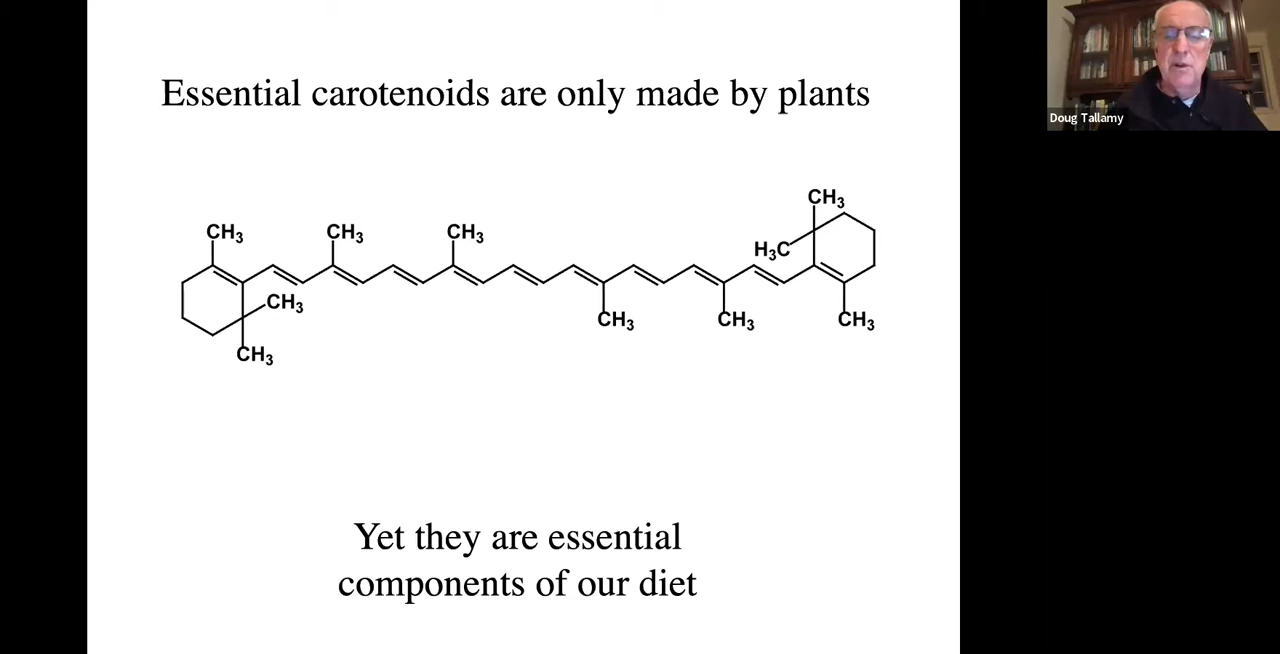 Essential carotenoids are only made by plants
Doug Tallamy
CH3
CH3 CH3 CH3
H3C
CH3
CH3 CH3 CH3
CH3
Yet they are essential
components of our diet